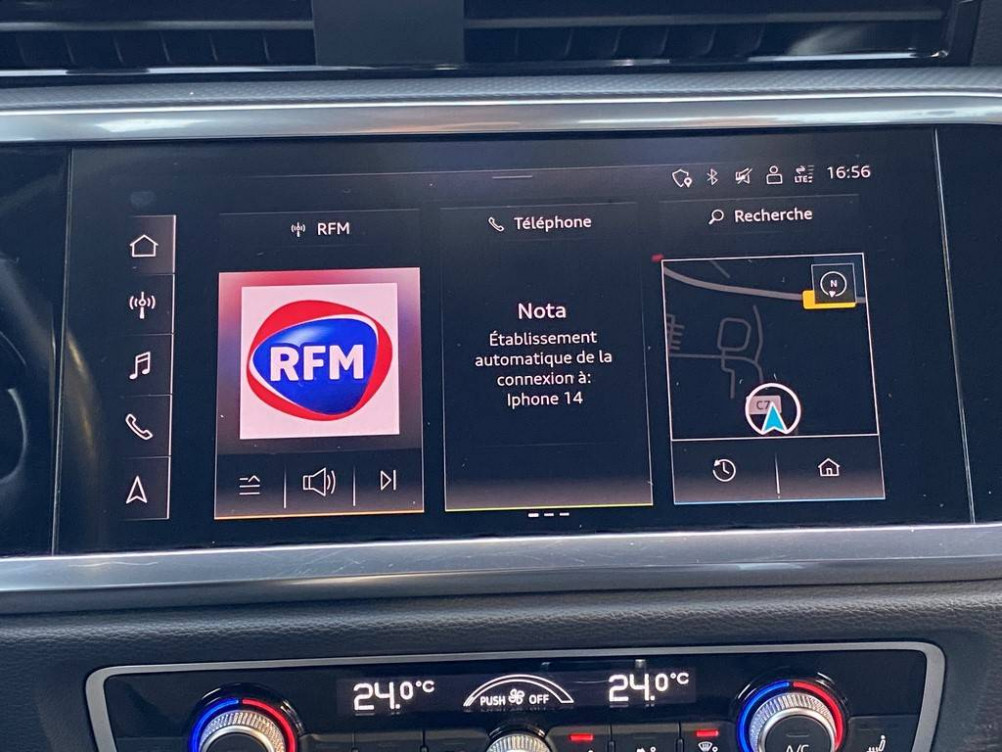 LTE 16:56
RFM
Téléphone
Recherche
RFM
Nota
Établissement
automatique de la
connexion à:
Iphone 14
N
C7
24.0°C
PUSH OFF
24.0°C
A/C